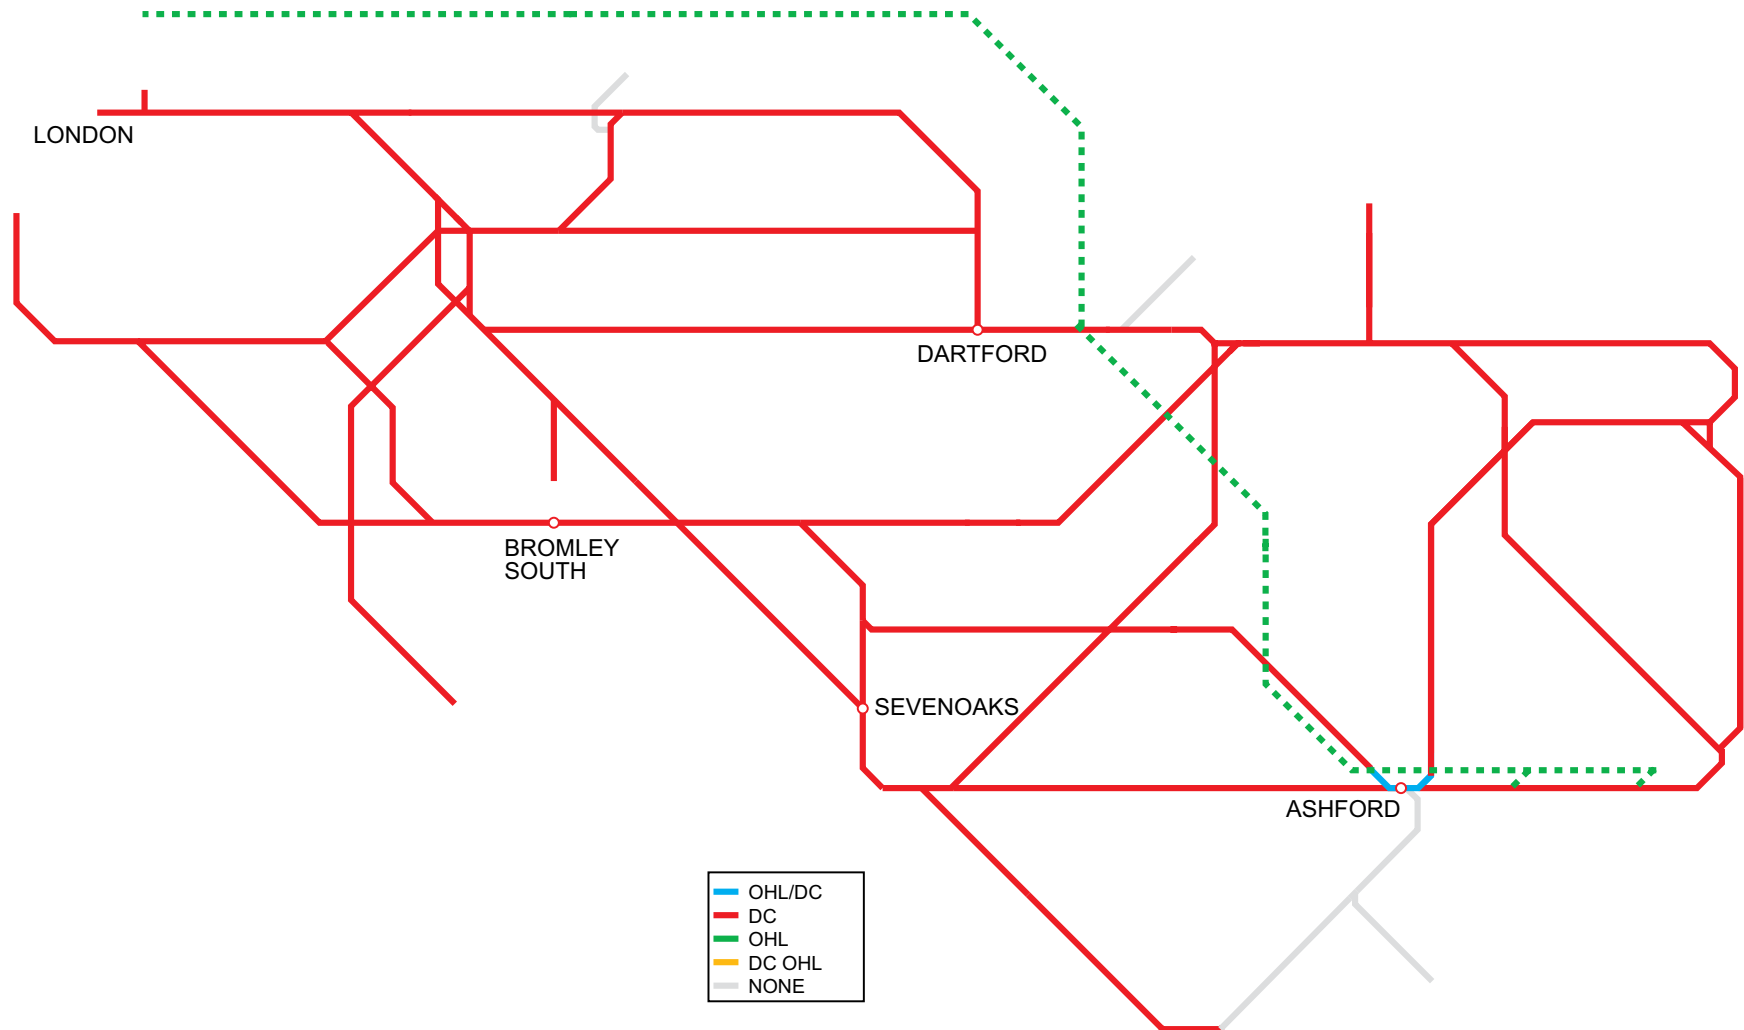 LONDON
DARTFORD
BROMLEY
SOUTH
SEVENOAKS
ASHFORD
OHL/DC
DC
OHL
DC OHL
NONE